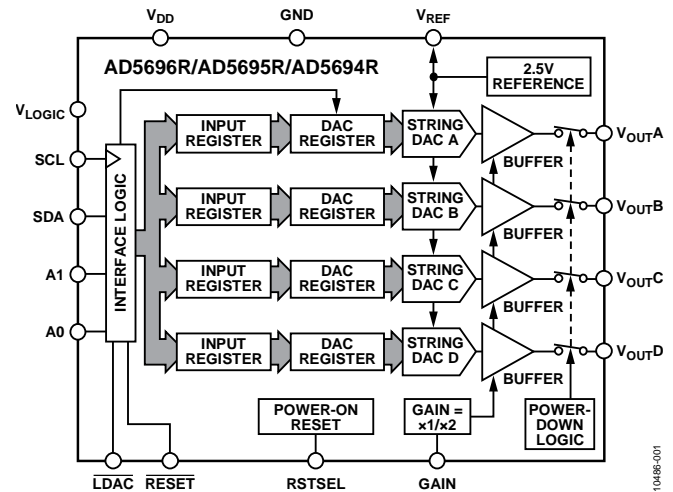 VDD
GND
VREF
AD5696R/AD5695R/AD5694R
2.5V
REFERENCE
VLOGIC
SCL
SDA
A1
A0
INTERFACE LOGIC
INPUT
REGISTER
DAC
REGISTER
STRING
DAC A
BUFFER
VOUTA
INPUT
REGISTER
DAC
REGISTER
STRING
DAC B
BUFFER
VOUTB
INPUT
REGISTER
DAC
REGISTER
STRING
DAC C
BUFFER
VOUTC
INPUT
REGISTER
DAC
REGISTER
STRING
DAC D
BUFFER
VOUTD
POWER-ON
RESET
GAIN =
×1/×2
POWER-
DOWN
LOGIC
LDAC
RESET
RSTSEL
GAIN
10486-001